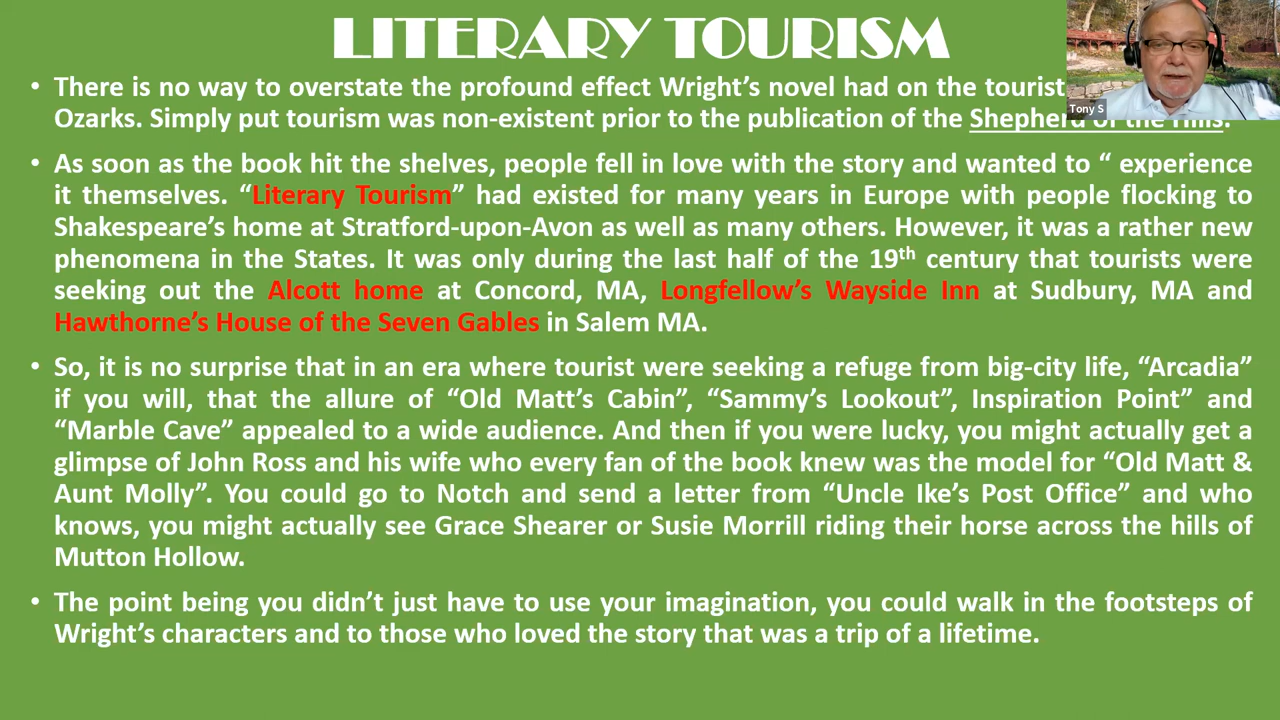 LITERARY TOURISM
• There is no way to overstate the profound effect Wright’s novel had on the tourist
Ozarks. Simply put tourism was non-existent prior to the publication of the Shepherd of the Hills.
• As soon as the book hit the shelves, people fell in love with the story and wanted to “ experience
it themselves. “Literary Tourism” had existed for many years in Europe with people flocking to
Shakespeare’s home at Stratford-upon-Avon as well as many others. However, it was a rather new
phenomena in the States. It was only during the last half of the 19th century that tourists were
seeking out the Alcott home at Concord, MA, Longfellow’s Wayside Inn at Sudbury, MA and
Hawthorne’s House of the Seven Gables in Salem MA.
• So, it is no surprise that in an era where tourist were seeking a refuge from big-city life, “Arcadia”
if you will, that the allure of “Old Matt’s Cabin”, “Sammy’s Lookout”, Inspiration Point” and
“Marble Cave” appealed to a wide audience. And then if you were lucky, you might actually get a
glimpse of John Ross and his wife who every fan of the book knew was the model for “Old Matt &
Aunt Molly”. You could go to Notch and send a letter from “Uncle Ike’s Post Office” and who
knows, you might actually see Grace Shearer or Susie Morrill riding their horse across the hills of
Mutton Hollow.
• The point being you didn’t just have to use your imagination, you could walk in the footsteps of
Wright’s characters and to those who loved the story that was a trip of a lifetime.
Tony S